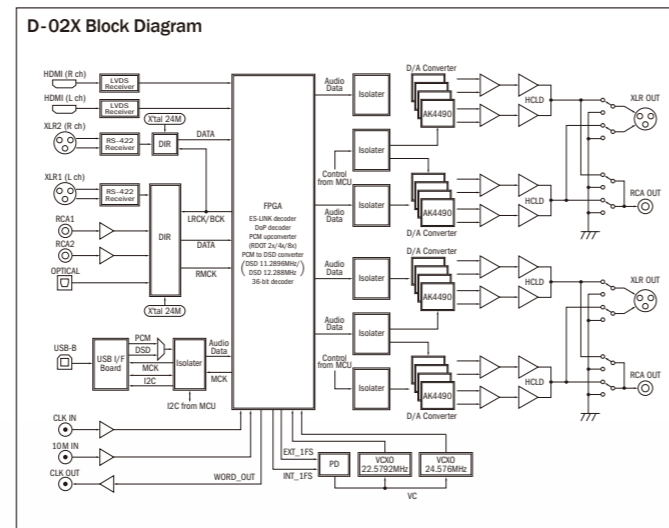 D-02X Block Diagram
HDMI (R ch)
LVDS
Receiver
HDMI (L ch)
LVDS
Receiver
X'tal 24M
XLR2 (R ch)
RS-422
Receiver
DIR
DATA
XLR1 (L ch)
RS-422
Receiver
RCA1
RCA2
OPTICAL
DIR
LRCK/BCK
DATA
RMCK
X'tal 24M
USB-B
USB I/F
Board
PCM
DSD
MCK
I2C
Isolater
Audio
Data
MCK
I2C from MCU
CLK IN
10M IN
CLK OUT
WORD_OUT
FPGA
ES-LINK decoder
DoP decoder
PCM upconverter
(RDOT 2x/4x/8x)
PCM to DSD converter
(DSD 11.2896MHz/
DSD 12.288MHz)
36-bit decoder
EXT_1FS
INT_1FS
PD
VCXO
22.5792MHz
VCXO
24.576MHz
VC
Audio
Data
Isolater
D/A Converter
AK4490
HCLD
XLR OUT
Isolater
Control
from MCU
Audio
Data
Isolater
D/A Converter
AK4490
HCLD
RCA OUT
Audio
Data
Isolater
D/A Converter
AK4490
HCLD
XLR OUT
Audio
Data
Isolater
Control
from MCU
Isolater
AK4490
D/A Converter
HCLD
RCA OUT